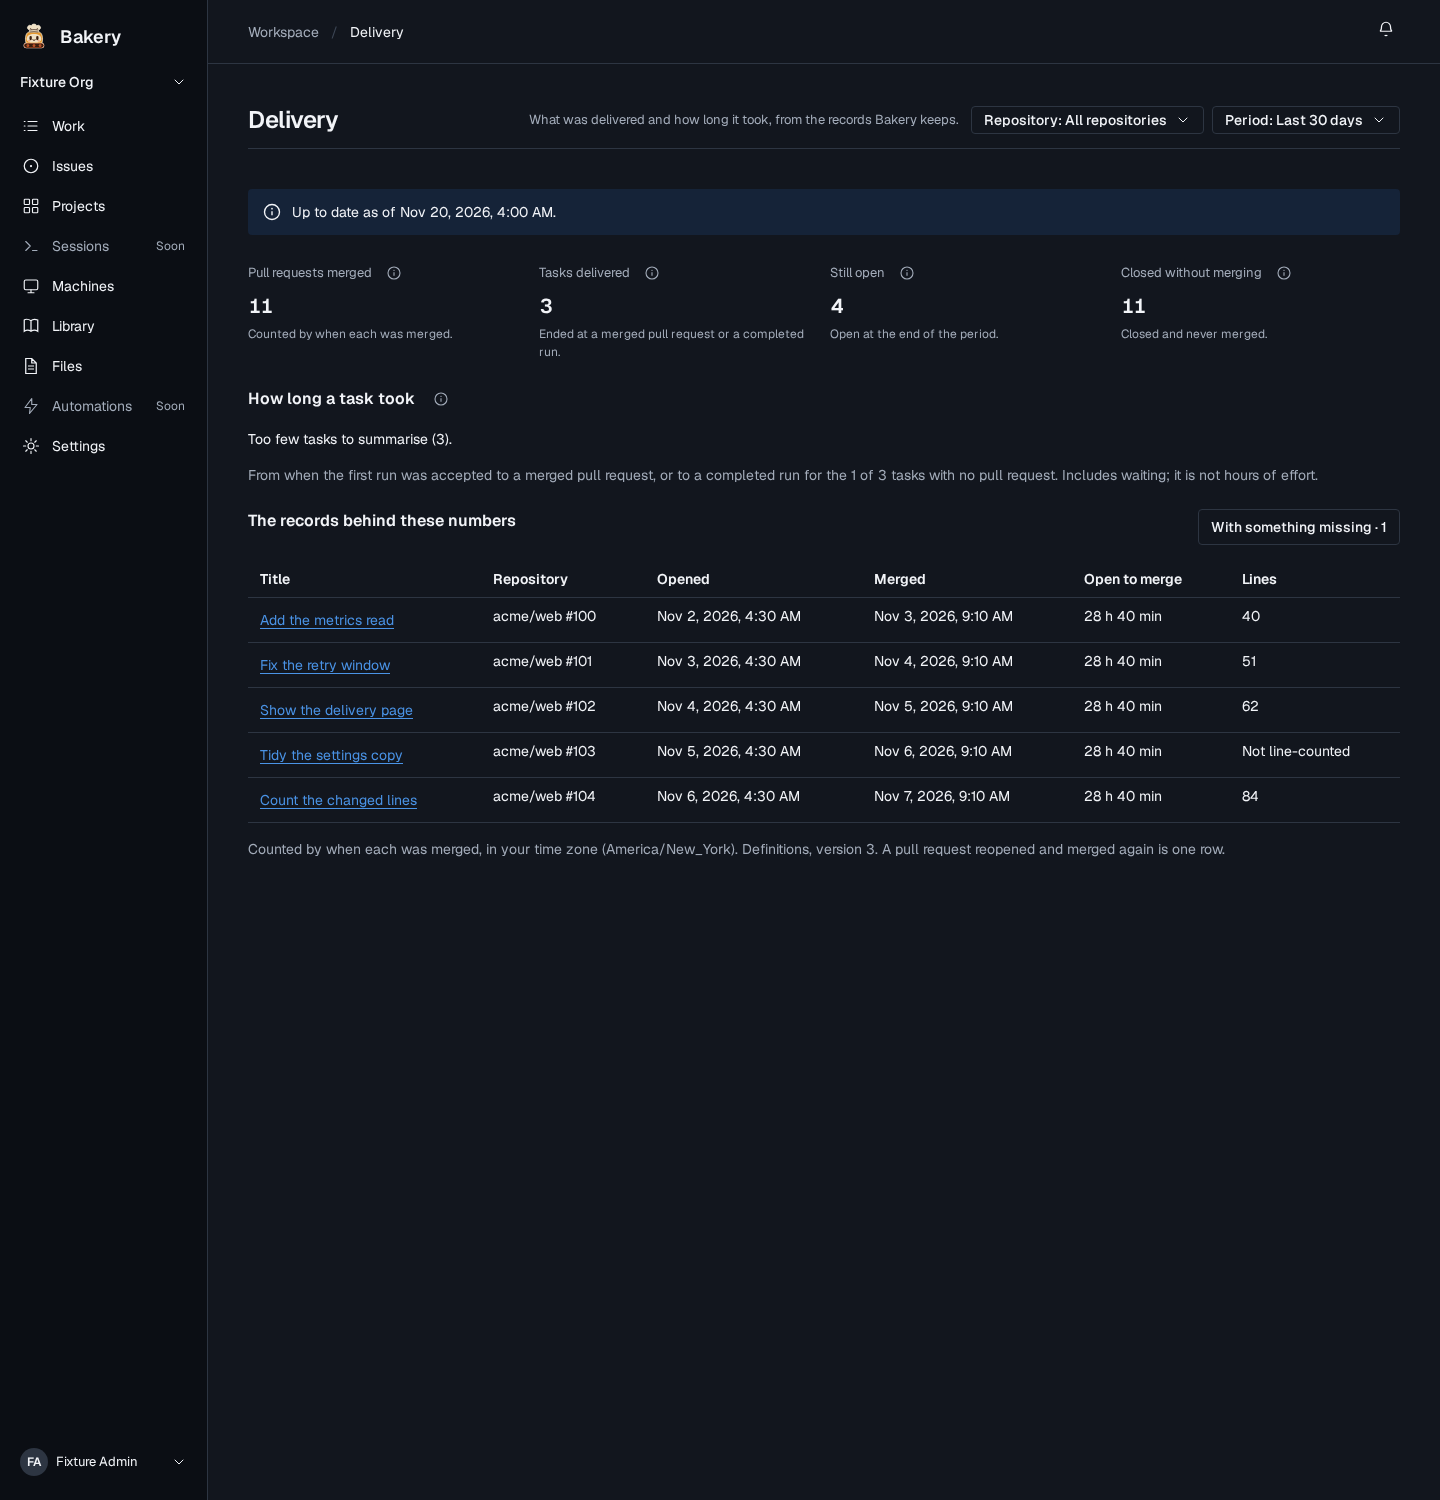 Bakery
Fixture Org
Work
Issues
Projects
Sessions Soon
Machines
Library
Files
Automations Soon
Settings
FA Fixture Admin
Workspace / Delivery
Delivery
What was delivered and how long it took, from the records Bakery keeps.
Repository: All repositories
Period: Last 30 days
Up to date as of Nov 20, 2026, 4:00 AM.
Pull requests merged
11
Counted by when each was merged.
Tasks delivered
3
Ended at a merged pull request or a completed
run.
Still open
4
Open at the end of the period.
Closed without merging
11
Closed and never merged.
How long a task took
Too few tasks to summarise (3).
From when the first run was accepted to a merged pull request, or to a completed run for the 1 of 3 tasks with no pull request. Includes waiting; it is not hours of effort.
The records behind these numbers
With something missing · 1
Title Repository Opened Merged Open to merge Lines
Add the metrics read acme/web #100 Nov 2, 2026, 4:30 AM Nov 3, 2026, 9:10 AM 28 h 40 min 40
Fix the retry window acme/web #101 Nov 3, 2026, 4:30 AM Nov 4, 2026, 9:10 AM 28 h 40 min 51
Show the delivery page acme/web #102 Nov 4, 2026, 4:30 AM Nov 5, 2026, 9:10 AM 28 h 40 min 62
Tidy the settings copy acme/web #103 Nov 5, 2026, 4:30 AM Nov 6, 2026, 9:10 AM 28 h 40 min Not line-counted
Count the changed lines acme/web #104 Nov 6, 2026, 4:30 AM Nov 7, 2026, 9:10 AM 28 h 40 min 84
Counted by when each was merged, in your time zone (America/New_York). Definitions, version 3. A pull request reopened and merged again is one row.